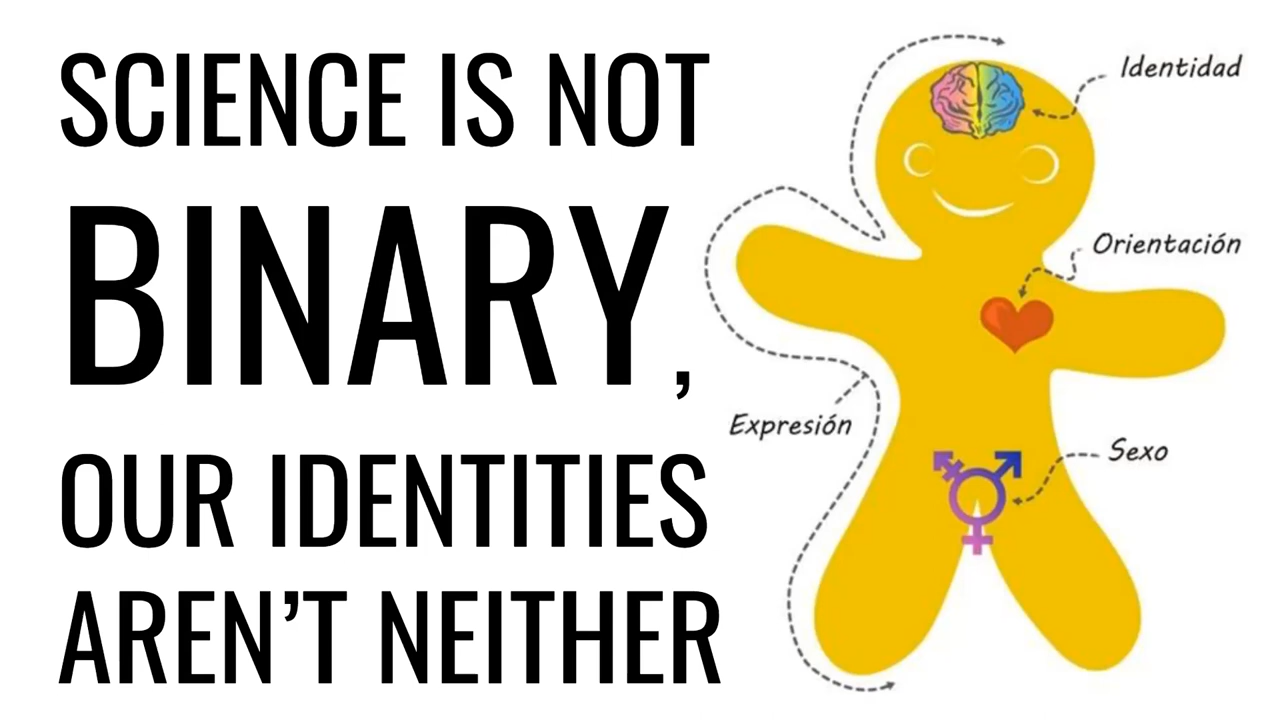 SCIENCE IS NOT
BINARY,
OUR IDENTITIES
AREN'T NEITHER
Identidad
Orientación
Expresión
Sexo